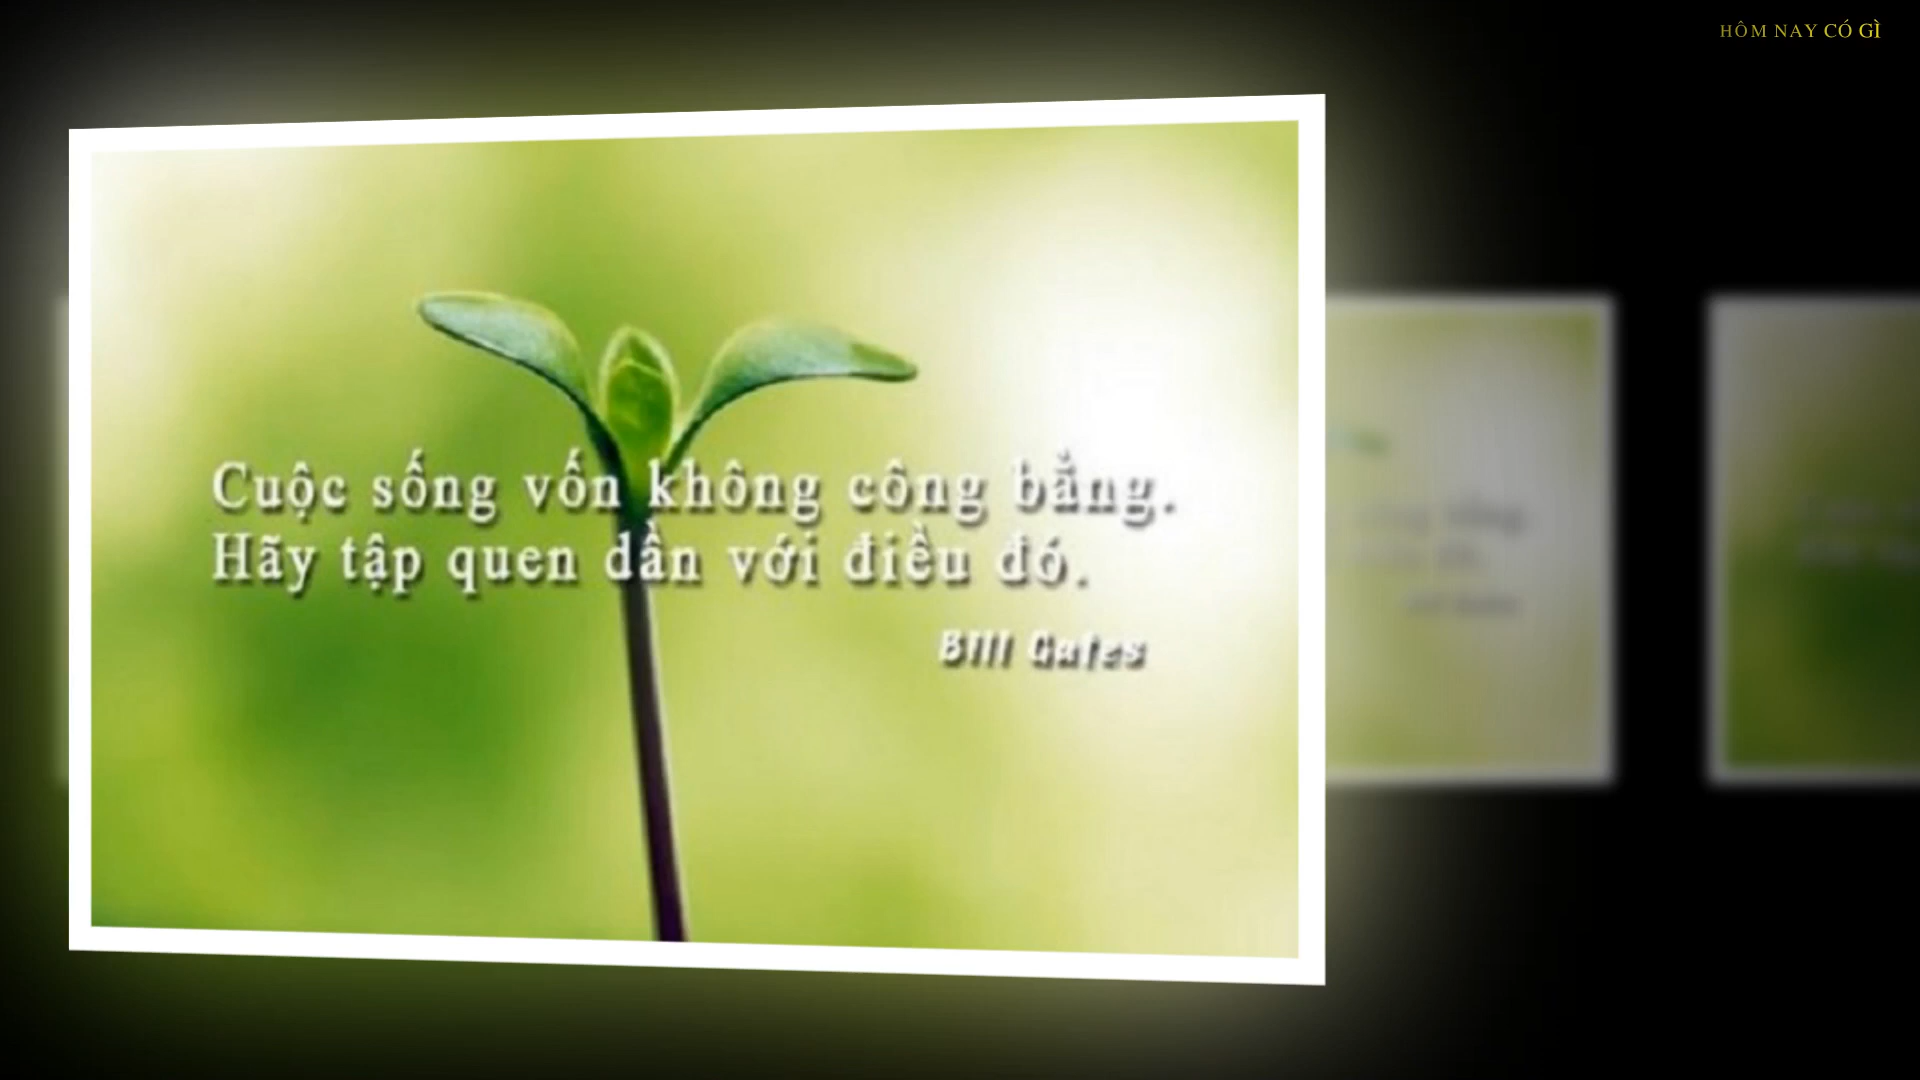 HÔM NAY CÓ GÌ
Cuộc sống vốn không công bằng.
Hãy tập quen dần với điều đó.
Bill Gates